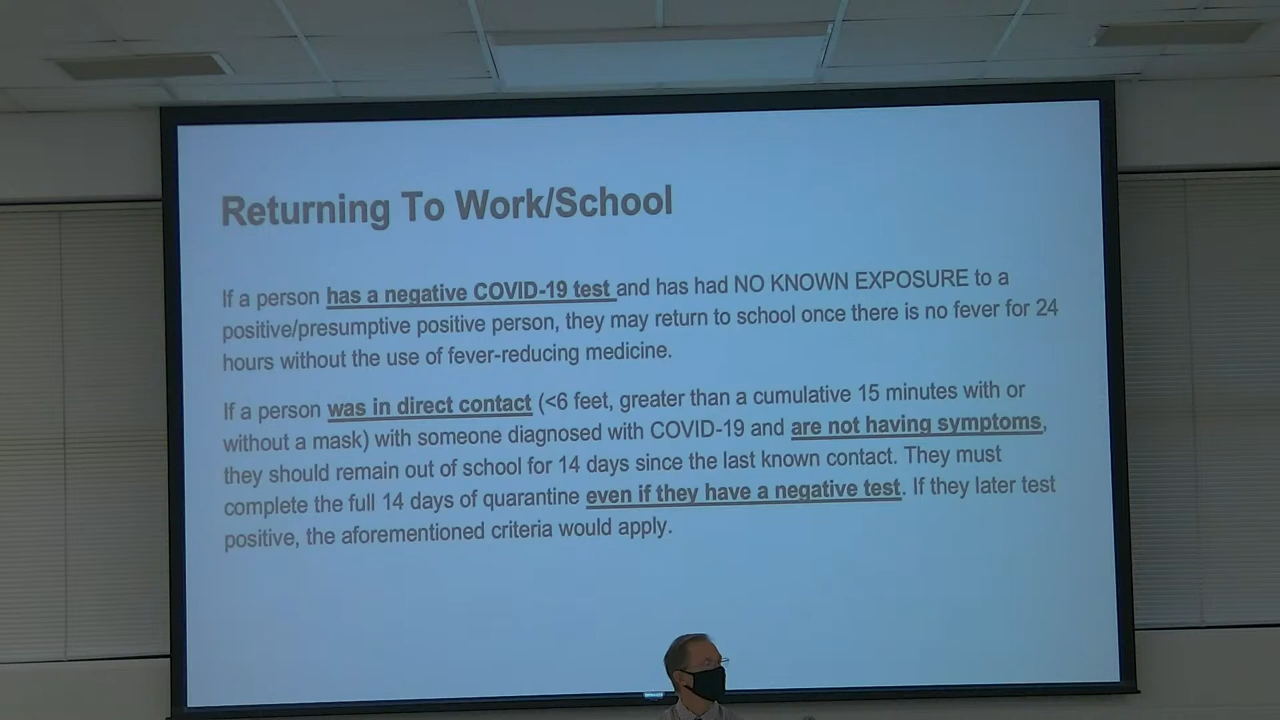 Returning To Work/School
If a person has a negative COVID-19 test and has had NO KNOWN EXPOSURE to a
positive/presumptive positive person, they may return to school once there is no fever for 24
hours without the use of fever-reducing medicine.
If a person was in direct contact (<6 feet, greater than a cumulative 15 minutes with or
without a mask) with someone diagnosed with COVID-19 and are not having symptoms,
they should remain out of school for 14 days since the last known contact. They must
complete the full 14 days of quarantine even if they have a negative test. If they later test
positive, the aforementioned criteria would apply.